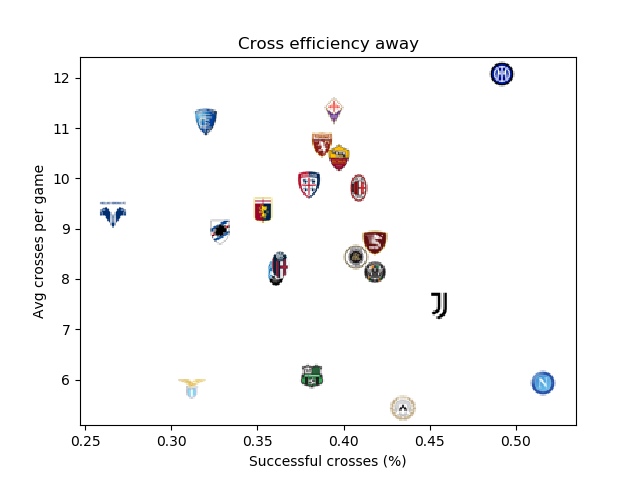 Cross efficiency away
Avg crosses per game
12
11
10
9
8
7
6
0.25 0.30 0.35 0.40 0.45 0.50
Successful crosses (%)
N